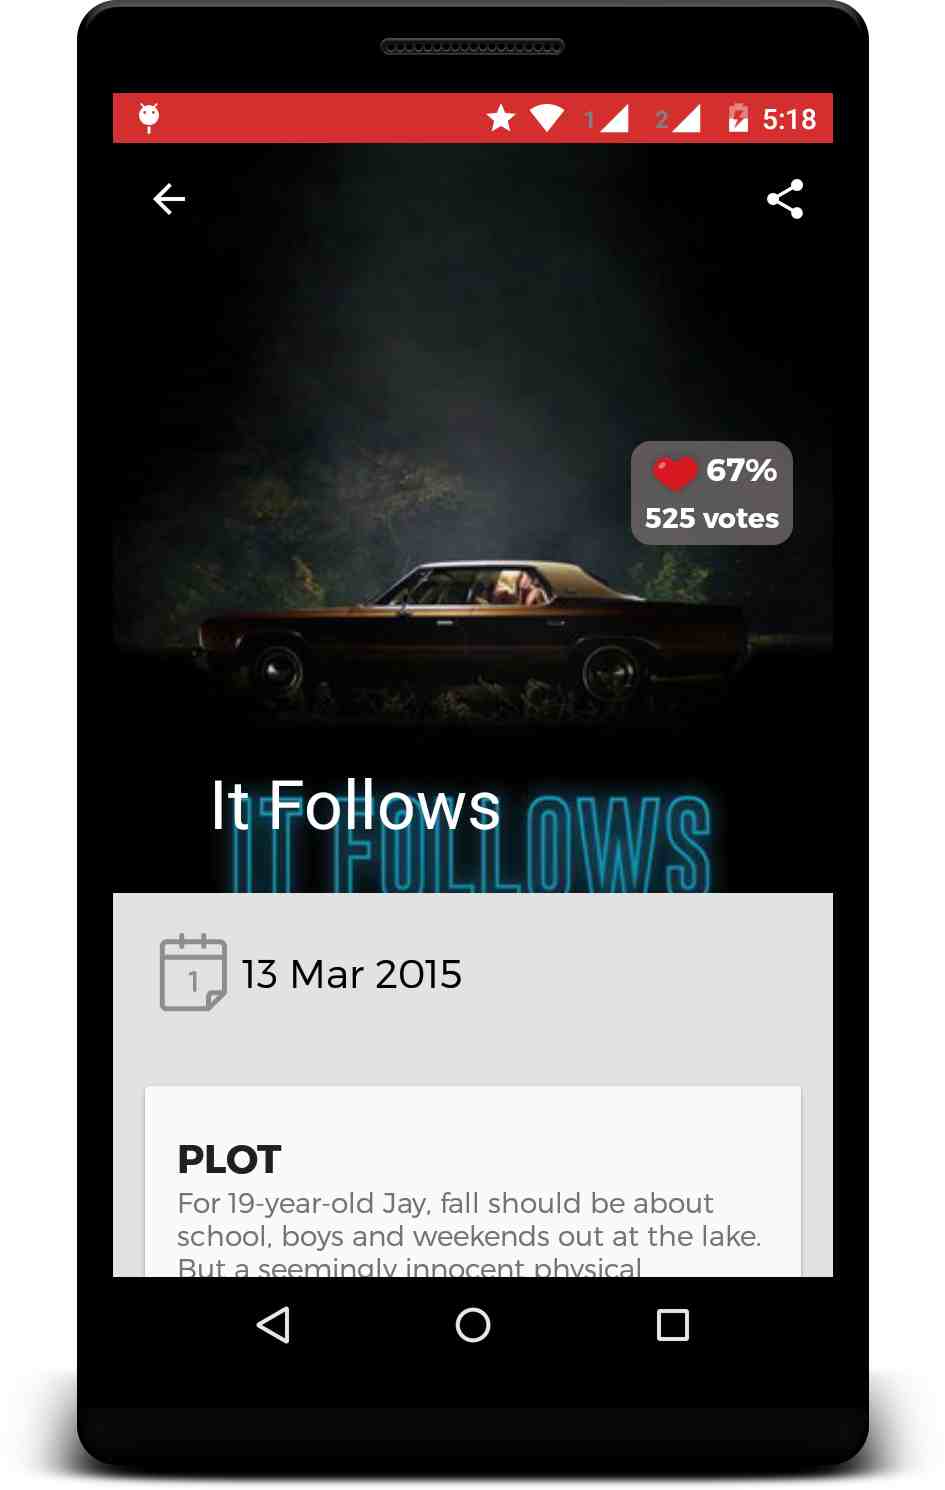 1 2 5:18
67%
525 votes
It Follows
IT FOLLOWS
1
13 Mar 2015
PLOT
For 19-year-old Jay, fall should be about
school, boys and weekends out at the lake.
But a seemingly innocent physical